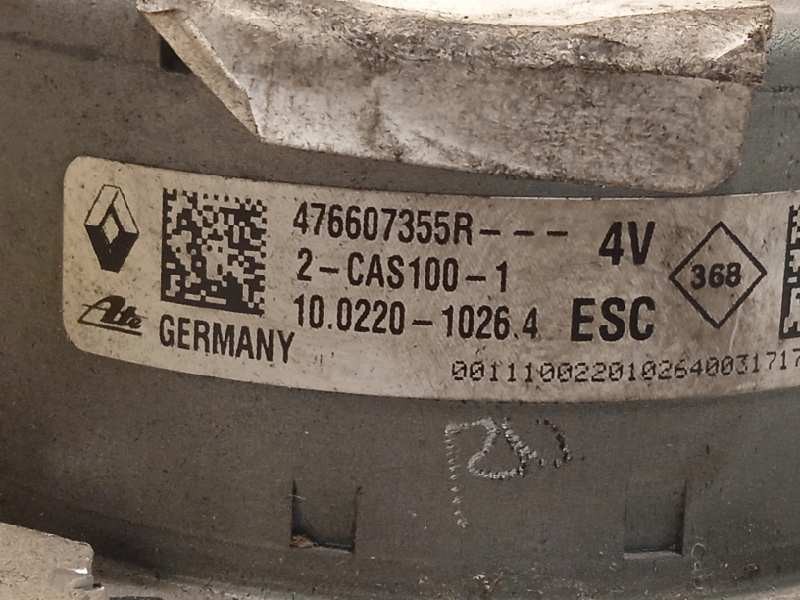 476607355R--- 4V
2-CAS100-1
10.0220-1026.4 ESC
368
Ate GERMANY
0011100220102640031717